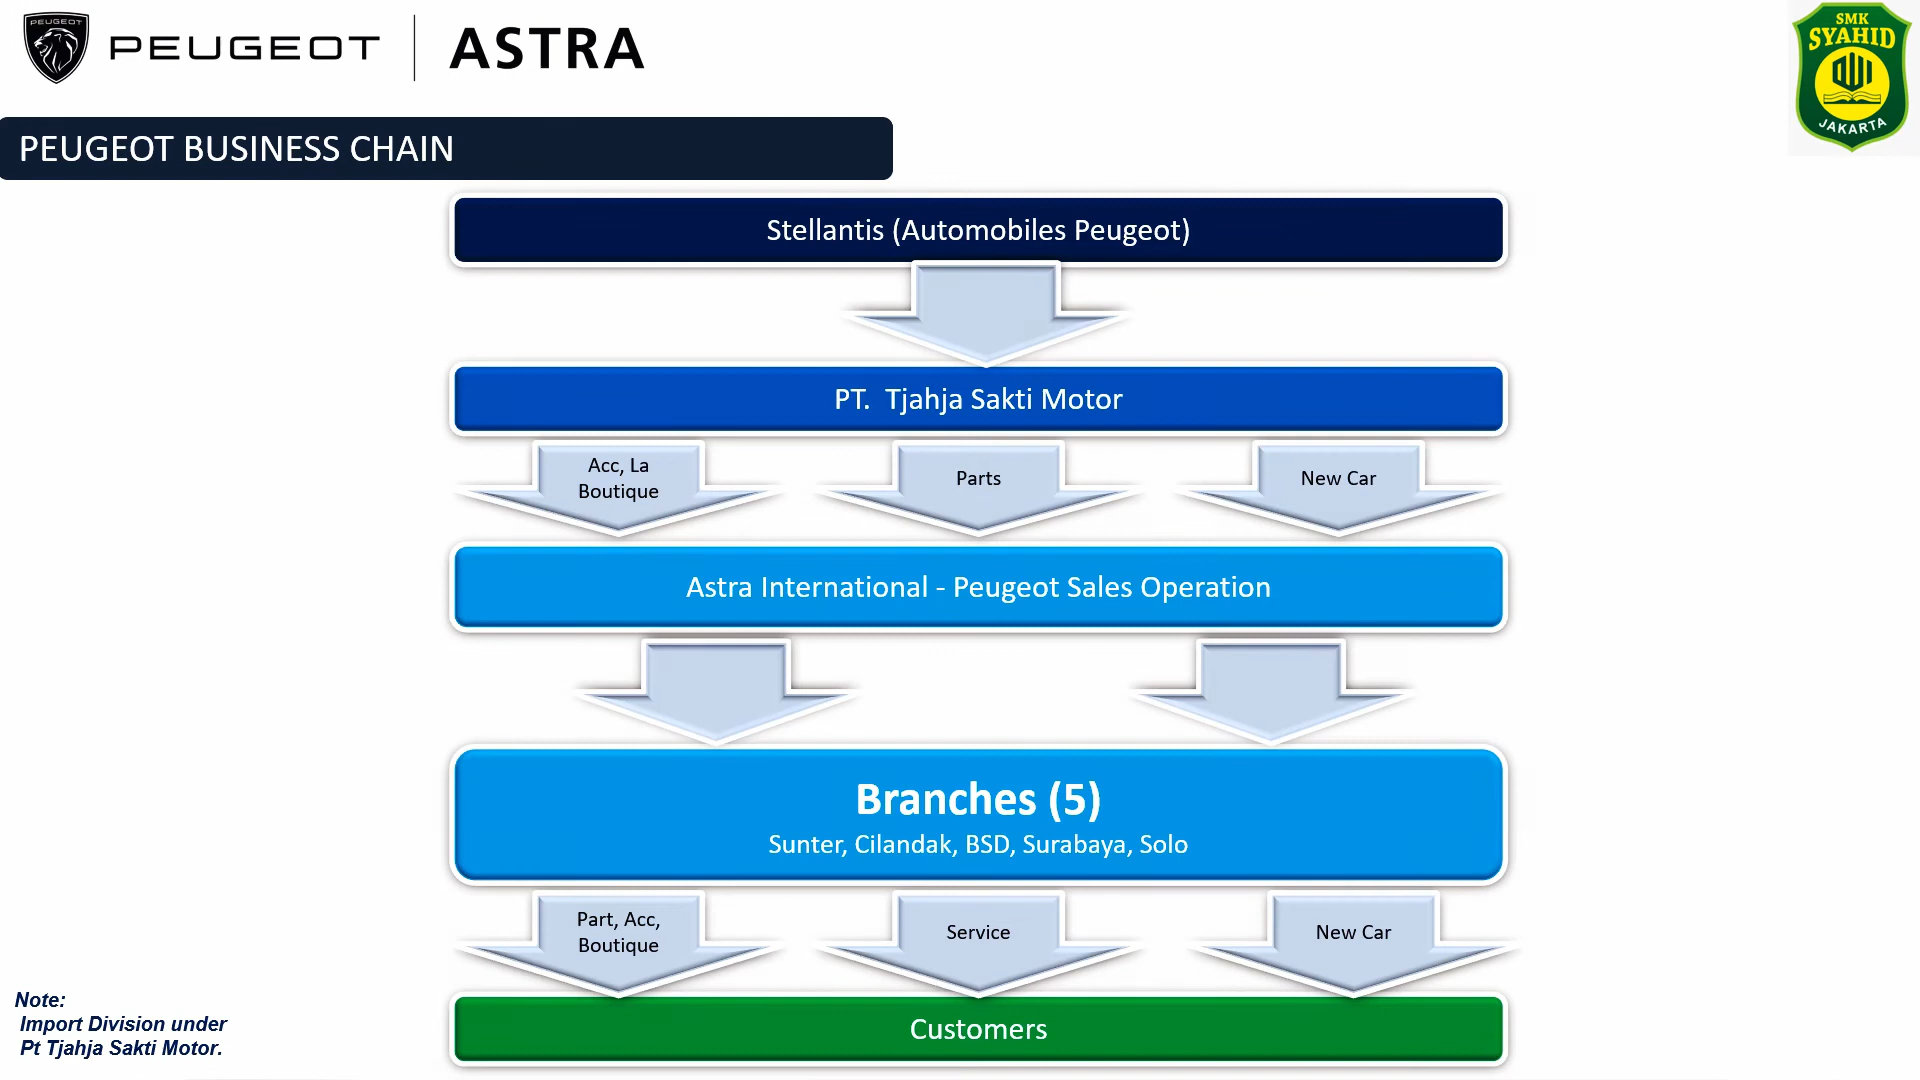 PEUGEOT
PEUGEOT
ASTRA
SMK
SYAHID
JAKARTA
PEUGEOT BUSINESS CHAIN
Stellantis (Automobiles Peugeot)
PT. Tjahja Sakti Motor
Acc, La
Boutique
Parts
New Car
Astra International - Peugeot Sales Operation
Branches (5)
Sunter, Cilandak, BSD, Surabaya, Solo
Part, Acc,
Boutique
Service
New Car
Customers
Note:
Import Division under
Pt Tjahja Sakti Motor.